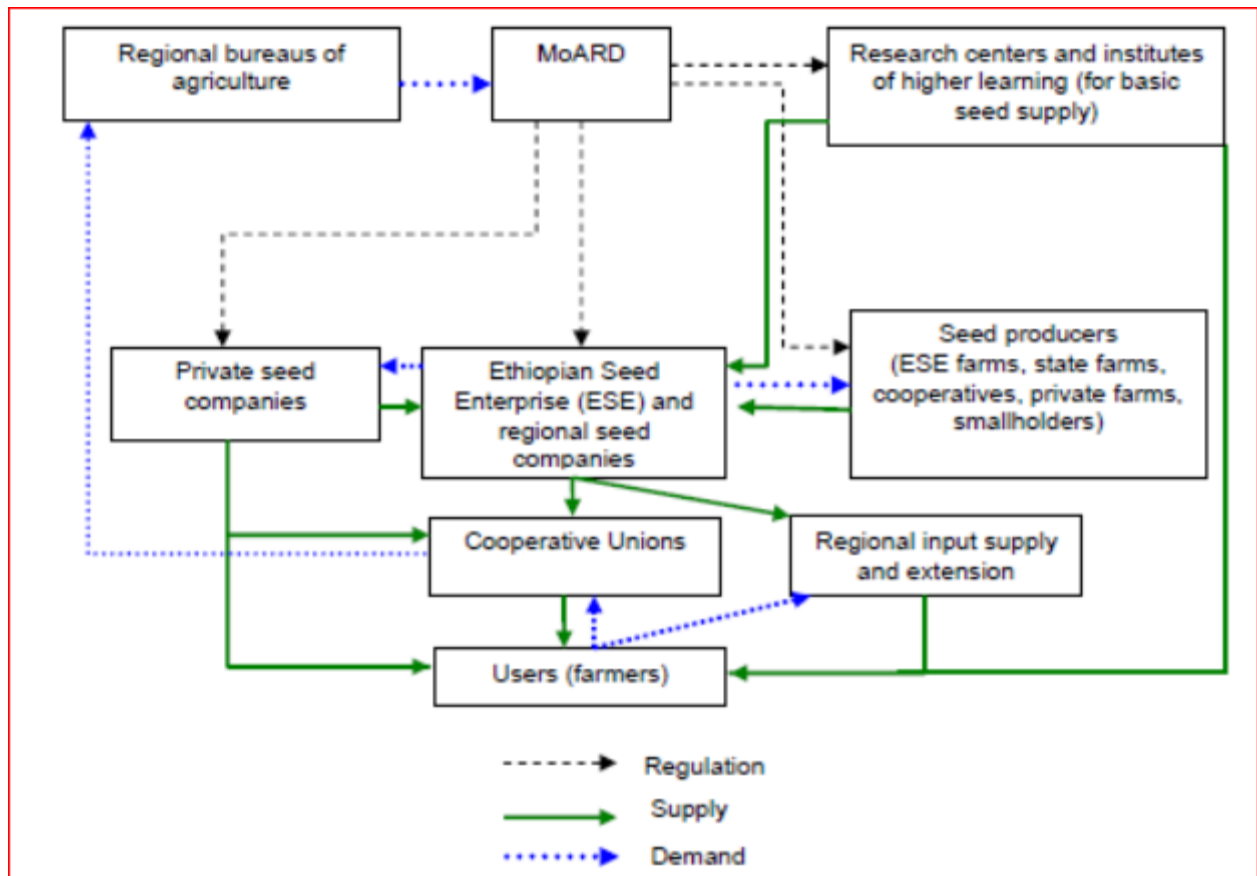 Regional bureaus of
agriculture
MoARD
Research centers and institutes
of higher learning (for basic
seed supply)
Private seed
companies
Ethiopian Seed
Enterprise (ESE) and
regional seed
companies
Seed producers
(ESE farms, state farms,
cooperatives, private farms,
smallholders)
Cooperative Unions
Regional input supply
and extension
Users (farmers)
Regulation
Supply
Demand